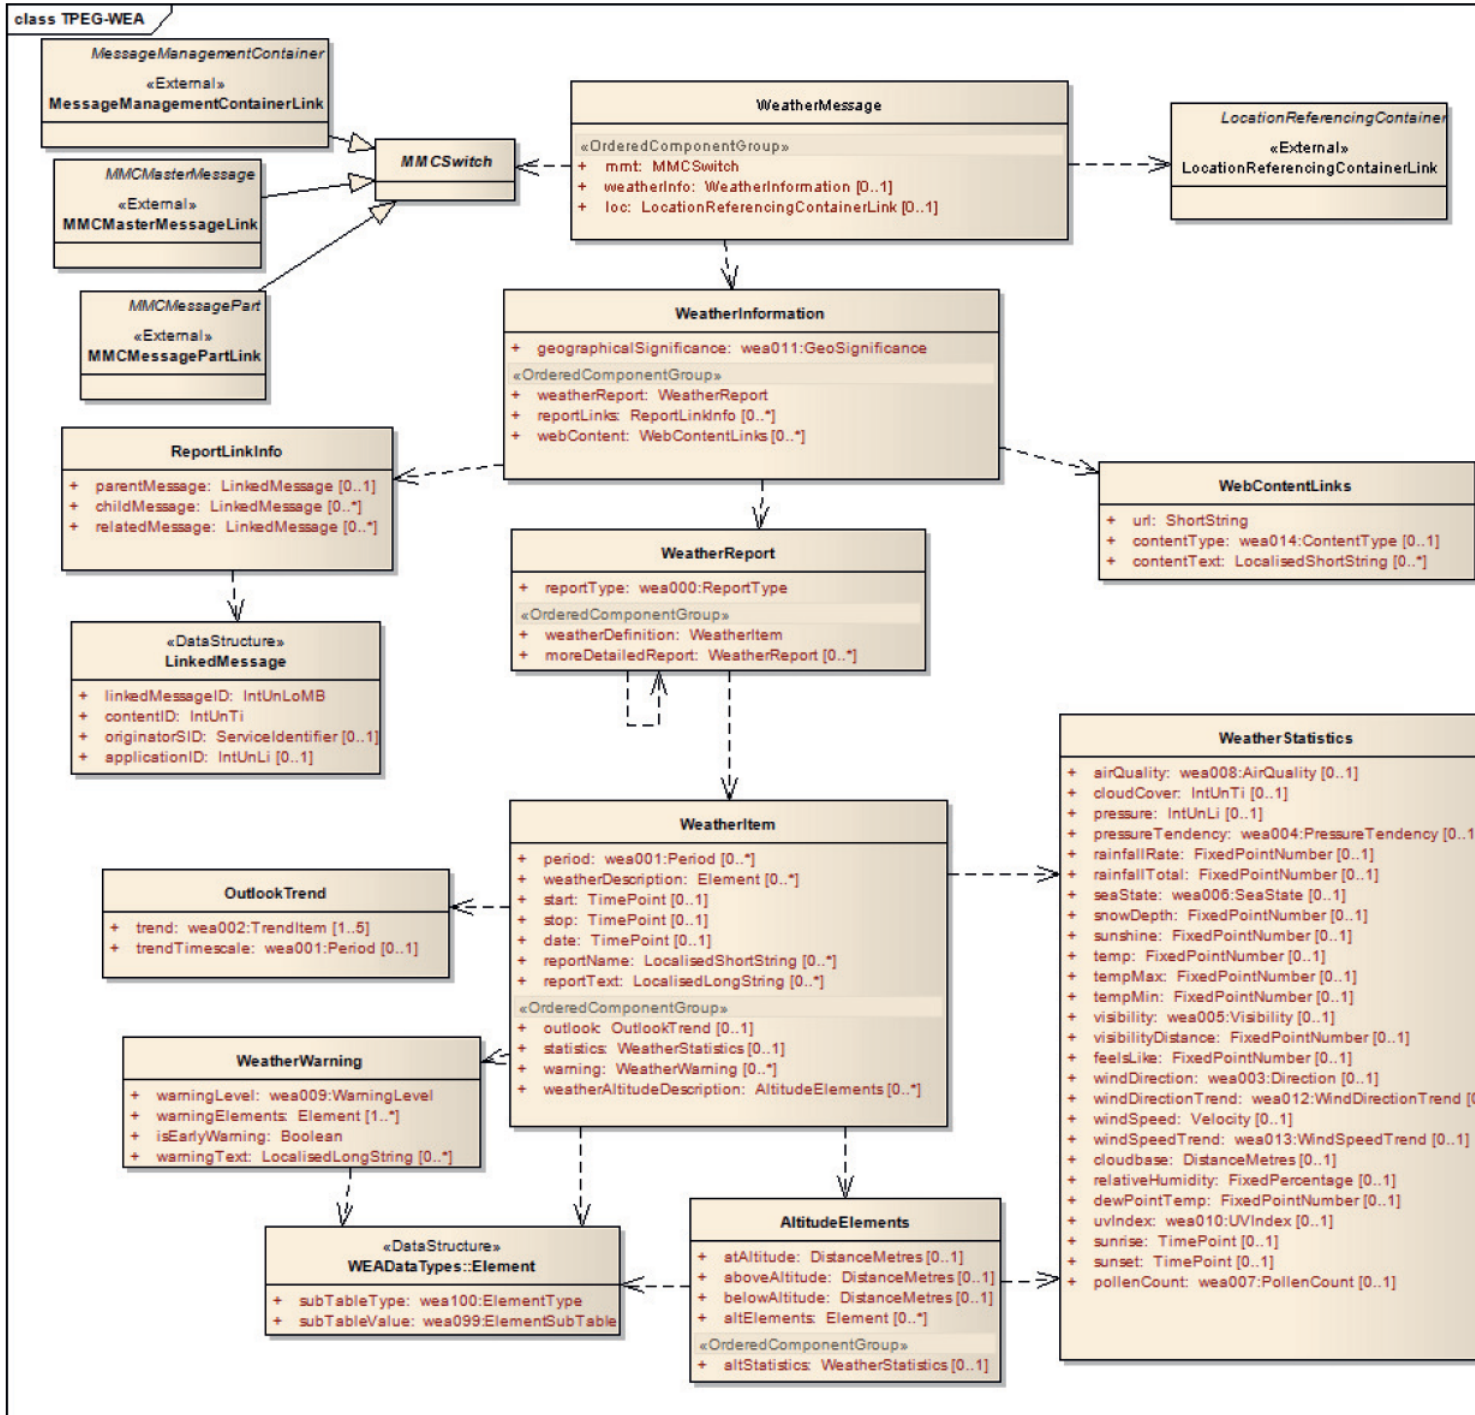 class TPEG-WEA
MessageManagementContainer
«External»
MessageManagementContainerLink
MMCSwitch
MMCMasterMessage
«External»
MMCMasterMessageLink
MMCMessagePart
«External»
MMCMessagePartLink
WeatherMessage
«OrderedComponentGroup»
+ mmt: MMCSwitch
+ weatherInfo: WeatherInformation [0..1]
+ loc: LocationReferencingContainerLink [0..1]
LocationReferencingContainer
«External»
LocationReferencingContainerLink
WeatherInformation
+ geographicalSignificance: wea011:GeoSignificance
«OrderedComponentGroup»
+ weatherReport: WeatherReport
+ reportLinks: ReportLinkInfo [0..*]
+ webContent: WebContentLinks [0..*]
ReportLinkInfo
+ parentMessage: LinkedMessage [0..1]
+ childMessage: LinkedMessage [0..*]
+ relatedMessage: LinkedMessage [0..*]
WebContentLinks
+ url: ShortString
+ contentType: wea014:ContentType [0..1]
+ contentText: LocalisedShortString [0..*]
WeatherReport
+ reportType: wea000:ReportType
«OrderedComponentGroup»
+ weatherDefinition: WeatherItem
+ moreDetailedReport: WeatherReport [0..*]
«DataStructure»
LinkedMessage
+ linkedMessageID: IntUnLoMB
+ contentID: IntUnTi
+ originatorSID: ServiceIdentifier [0..1]
+ applicationID: IntUnLi [0..1]
WeatherStatistics
+ airQuality: wea008:AirQuality [0..1]
+ cloudCover: IntUnTi [0..1]
+ pressure: IntUnLi [0..1]
+ pressureTendency: wea004:PressureTendency [0..1
+ rainfallRate: FixedPointNumber [0..1]
+ rainfallTotal: FixedPointNumber [0..1]
+ seaState: wea006:SeaState [0..1]
+ snowDepth: FixedPointNumber [0..1]
+ sunshine: FixedPointNumber [0..1]
+ temp: FixedPointNumber [0..1]
+ tempMax: FixedPointNumber [0..1]
+ tempMin: FixedPointNumber [0..1]
+ visibility: wea005:Visibility [0..1]
+ visibilityDistance: FixedPointNumber [0..1]
+ feelsLike: FixedPointNumber [0..1]
+ windDirection: wea003:Direction [0..1]
+ windDirectionTrend: wea012:WindDirectionTrend [0
+ windSpeed: Velocity [0..1]
+ windSpeedTrend: wea013:WindSpeedTrend [0..1]
+ cloudbase: DistanceMetres [0..1]
+ relativeHumidity: FixedPercentage [0..1]
+ dewPointTemp: FixedPointNumber [0..1]
+ uvIndex: wea010:UVIndex [0..1]
+ sunrise: TimePoint [0..1]
+ sunset: TimePoint [0..1]
+ pollenCount: wea007:PollenCount [0..1]
WeatherItem
+ period: wea001:Period [0..*]
+ weatherDescription: Element [0..*]
+ start: TimePoint [0..1]
+ stop: TimePoint [0..1]
+ date: TimePoint [0..1]
+ reportName: LocalisedShortString [0..*]
+ reportText: LocalisedLongString [0..*]
«OrderedComponentGroup»
+ outlook: OutlookTrend [0..1]
+ statistics: WeatherStatistics [0..1]
+ warning: WeatherWarning [0..*]
+ weatherAltitudeDescription: AltitudeElements [0..*]
OutlookTrend
+ trend: wea002:TrendItem [1..5]
+ trendTimescale: wea001:Period [0..1]
WeatherWarning
+ warningLevel: wea009:WarningLevel
+ warningElements: Element [1..*]
+ isEarlyWarning: Boolean
+ warningText: LocalisedLongString [0..*]
«DataStructure»
WEADataTypes::Element
+ subTableType: wea100:ElementType
+ subTableValue: wea099:ElementSubTable
AltitudeElements
+ atAltitude: DistanceMetres [0..1]
+ aboveAltitude: DistanceMetres [0..1]
+ belowAltitude: DistanceMetres [0..1]
+ altElements: Element [0..*]
«OrderedComponentGroup»
+ altStatistics: WeatherStatistics [0..1]